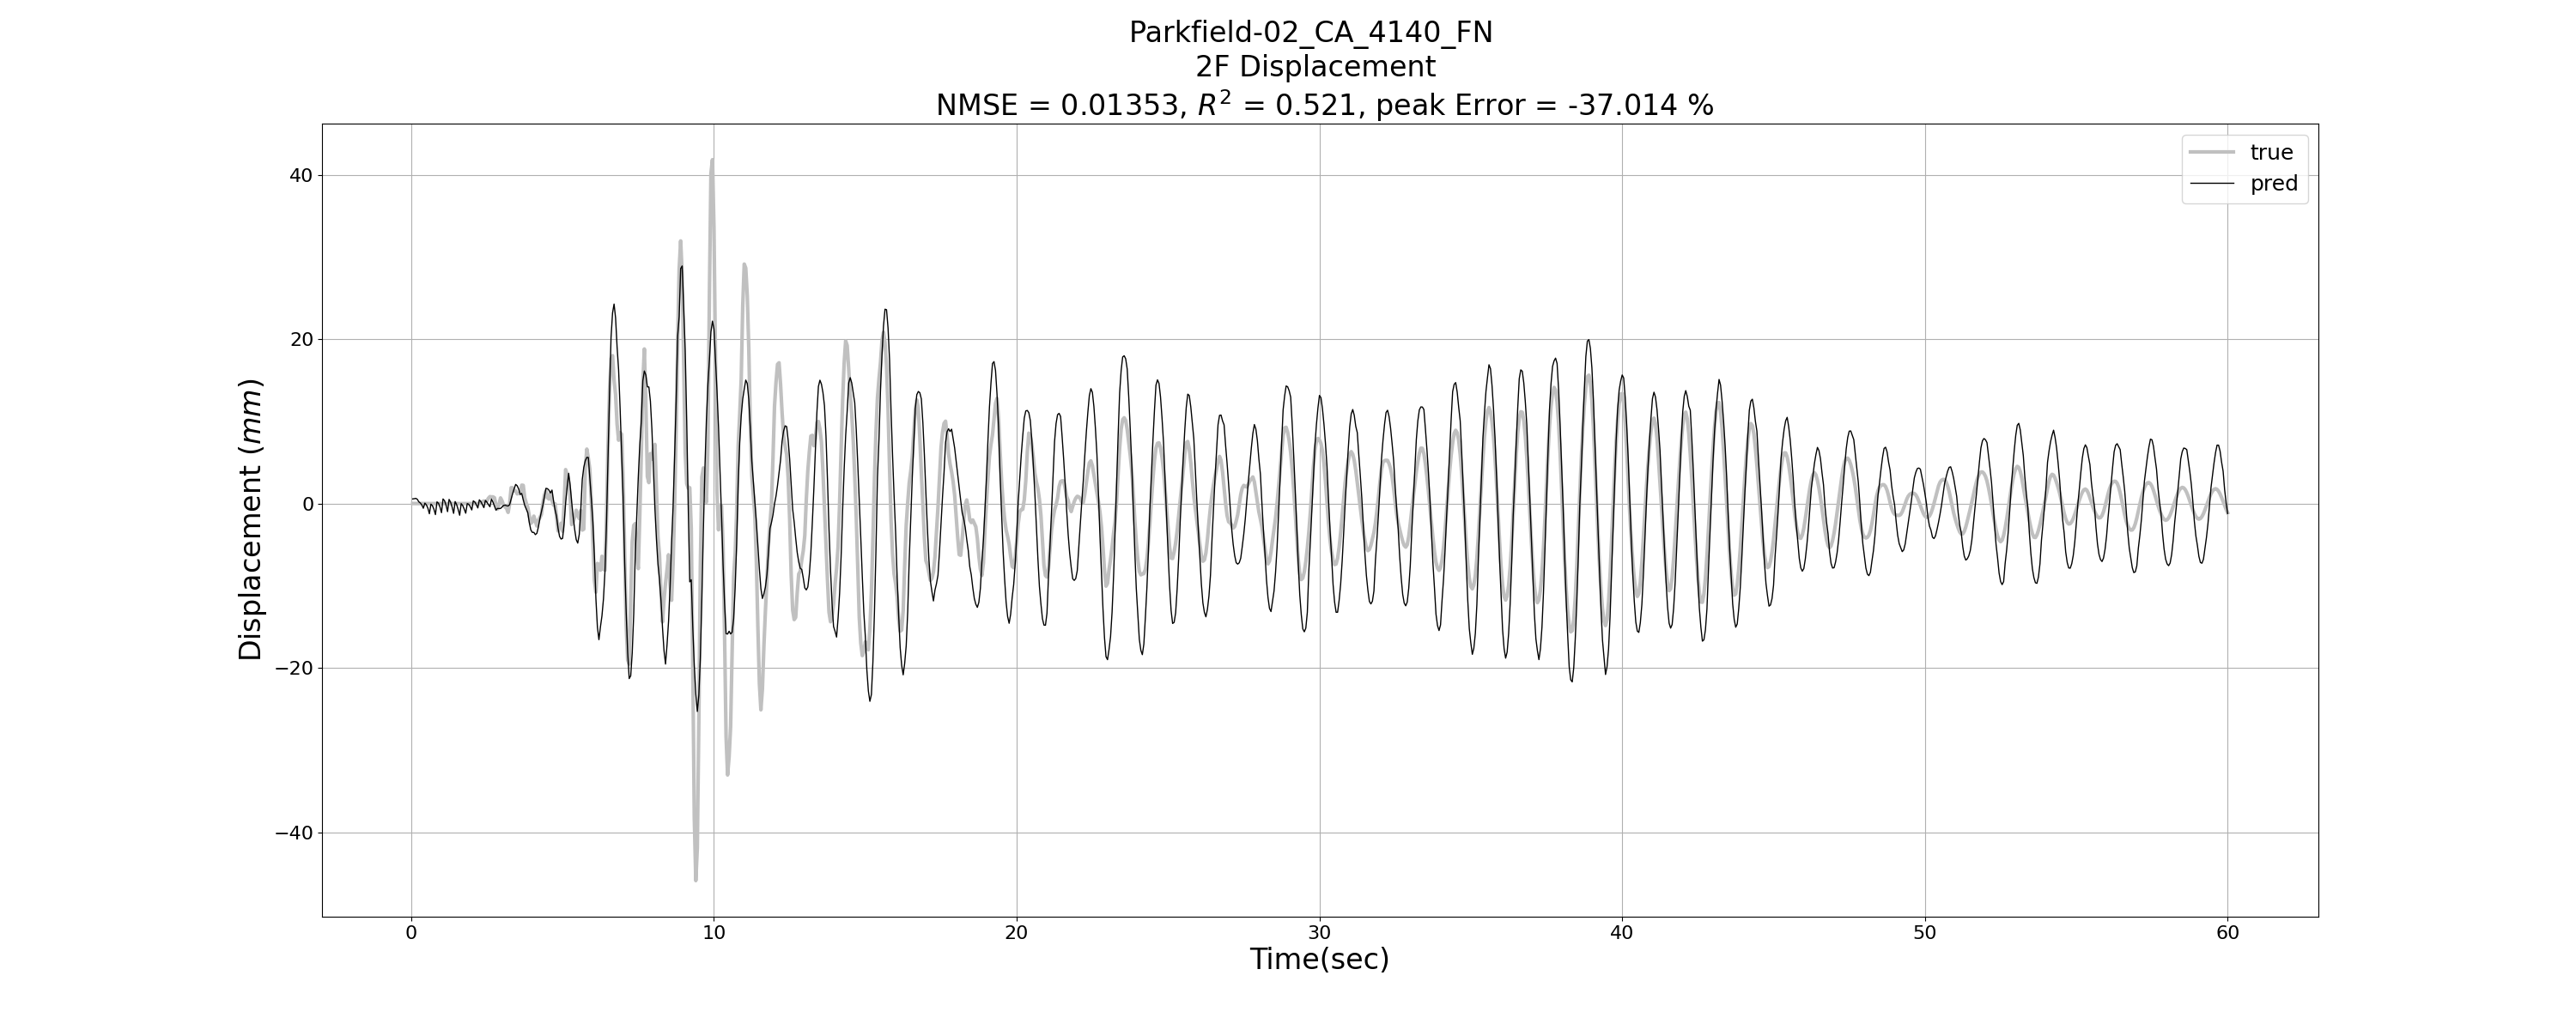 Parkfield-02_CA_4140_FN
2F Displacement
NMSE = 0.01353, R² = 0.521, peak Error = -37.014 %
true
pred
40
20
0
−20
−40
Displacement (mm)
0 10 20 30 40 50 60
Time(sec)